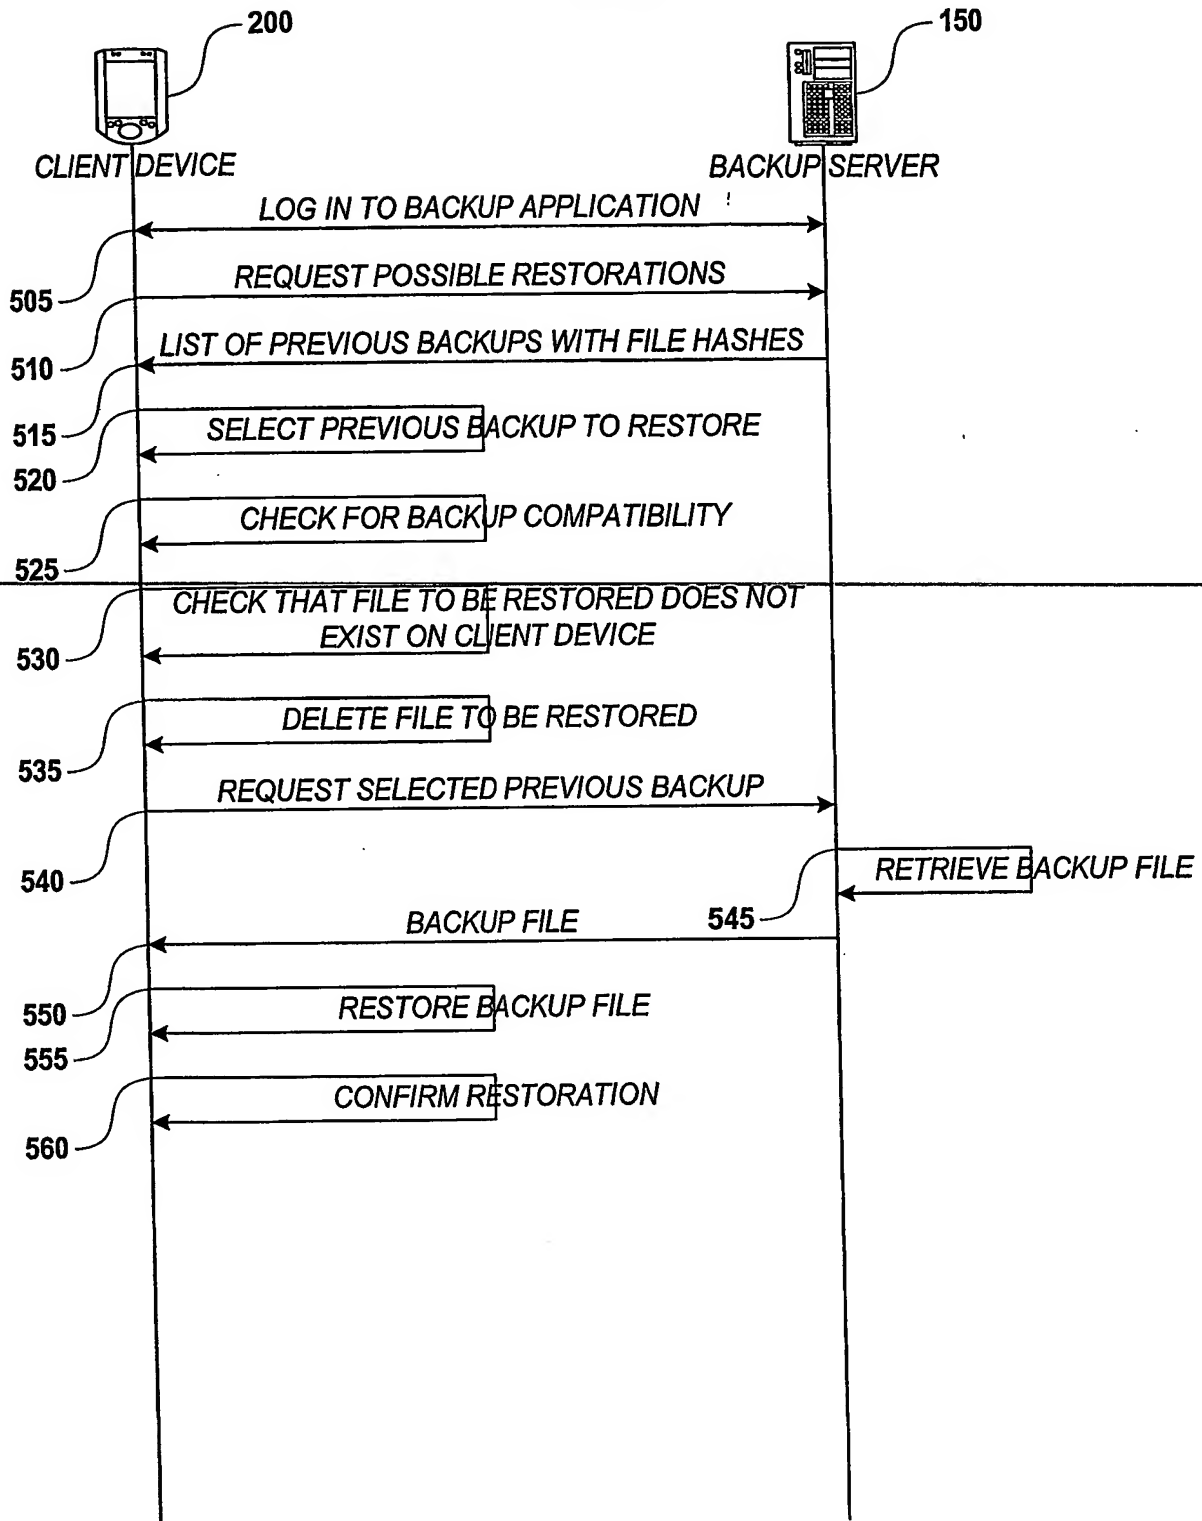 200
150
CLIENT DEVICE
BACKUP SERVER
LOG IN TO BACKUP APPLICATION
505
REQUEST POSSIBLE RESTORATIONS
510
LIST OF PREVIOUS BACKUPS WITH FILE HASHES
515
SELECT PREVIOUS BACKUP TO RESTORE
520
CHECK FOR BACKUP COMPATIBILITY
525
CHECK THAT FILE TO BE RESTORED DOES NOT
EXIST ON CLIENT DEVICE
530
DELETE FILE TO BE RESTORED
535
REQUEST SELECTED PREVIOUS BACKUP
540
RETRIEVE BACKUP FILE
545
BACKUP FILE
550
RESTORE BACKUP FILE
555
CONFIRM RESTORATION
560